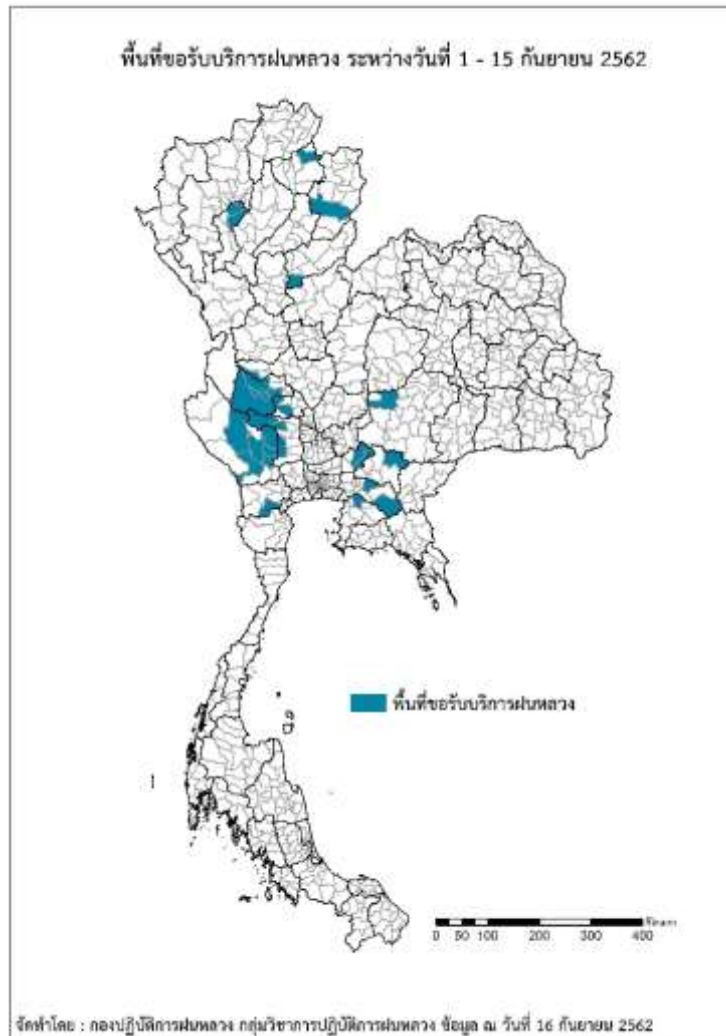 พื้นที่ขอรับบริการฝนหลวง ระหว่างวันที่ 1 - 15 กันยายน 2562
พื้นที่ขอรับบริการฝนหลวง
0 50 100 200 300 400
จัดทำโดย : กองปฏิบัติการฝนหลวง กลุ่มวิชาการปฏิบัติการฝนหลวง ข้อมูล ณ วันที่ 16 กันยายน 2562